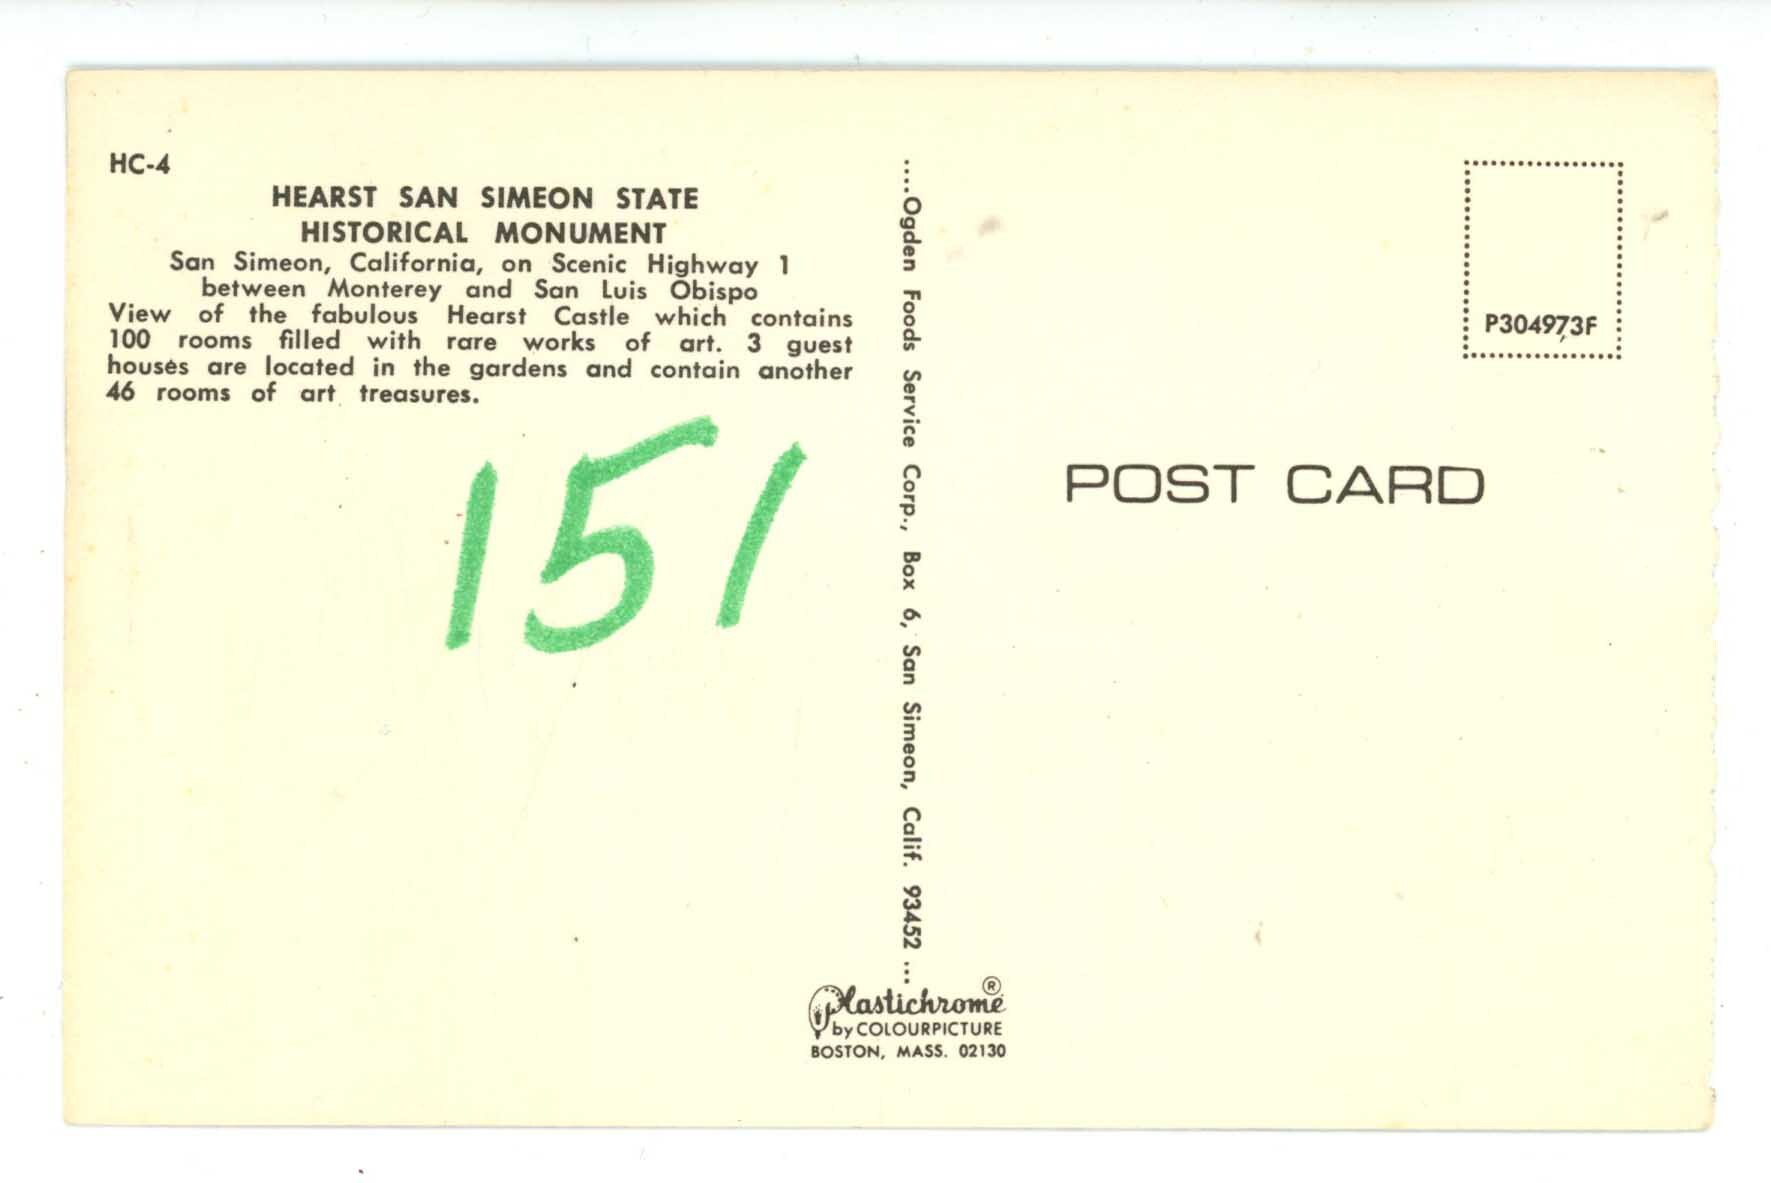 HC-4
HEARST SAN SIMEON STATE
HISTORICAL MONUMENT
San Simeon, California, on Scenic Highway 1
between Monterey and San Luis Obispo
View of the fabulous Hearst Castle which contains
100 rooms filled with rare works of art. 3 guest
houses are located in the gardens and contain another
46 rooms of art treasures.
151
....Ogden Foods Service Corp., Box 6, San Simeon, Calif. 93452 ...
Plastichrome®
by COLOURPICTURE
BOSTON, MASS. 02130
P304973F
POST CARD